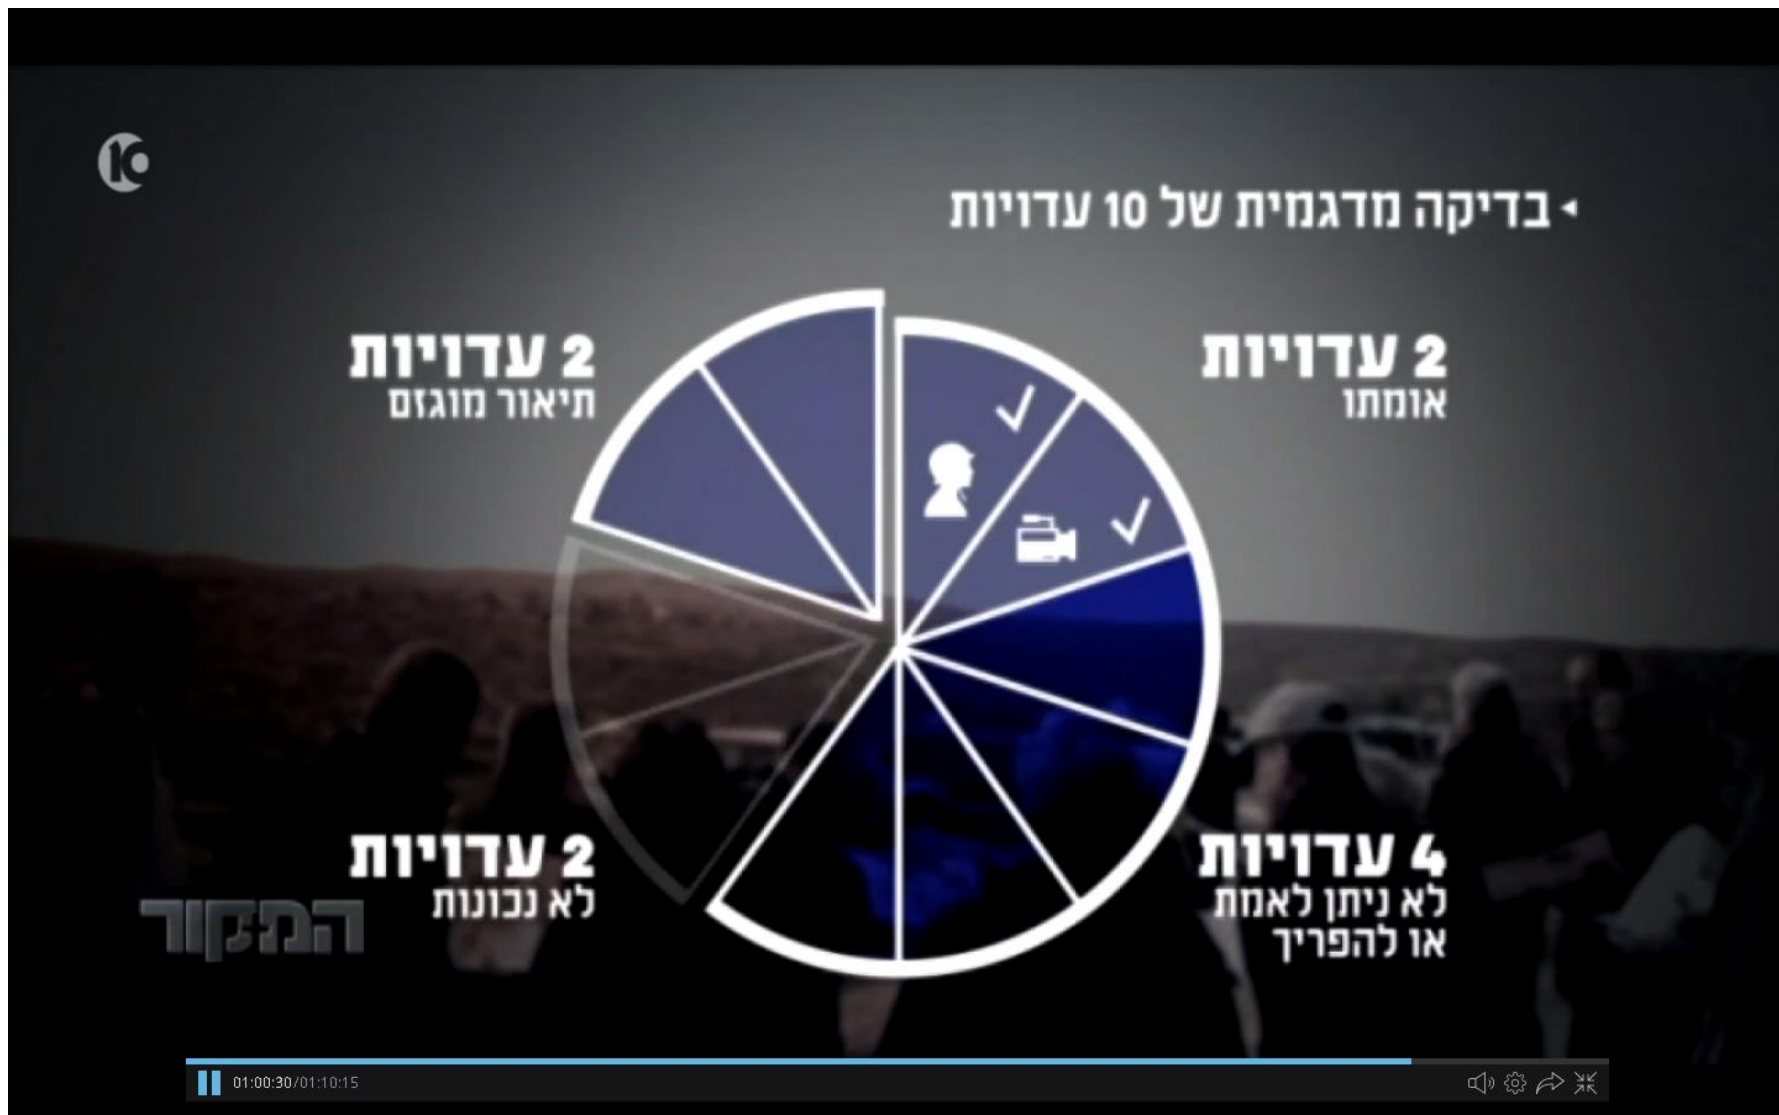 10
בדיקה מדגמית של 10 עדויות
2 עדויות
אומתו
2 עדויות
תיאור מוגזם
4 עדויות
לא ניתן לאמת
או להפריך
2 עדויות
לא נכונות
המקור
01:00:30/01:10:15